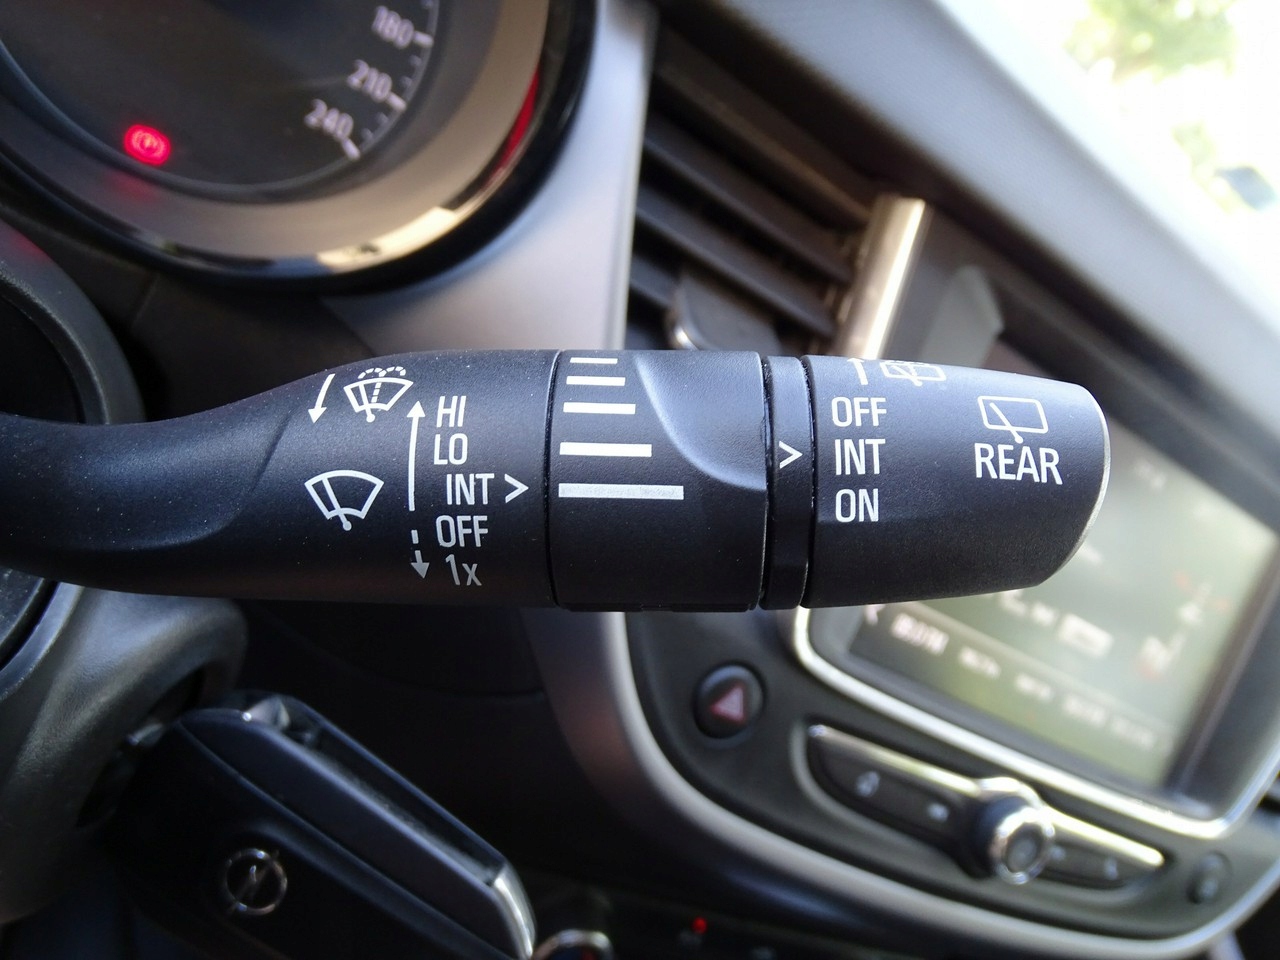 180
210
240
HI
LO
INT >
OFF
1x
>
OFF
INT
ON
REAR